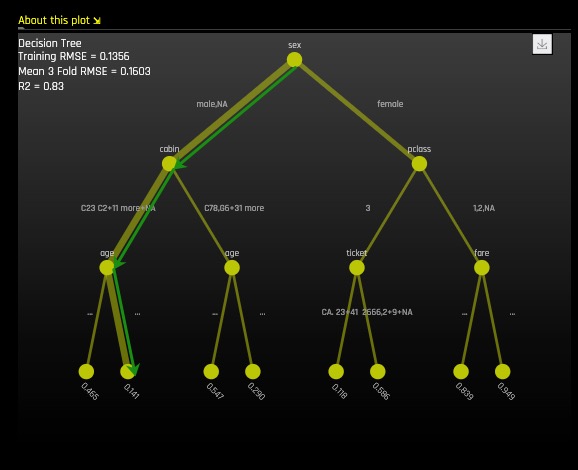 About this plot ⇲
Decision Tree
Training RMSE = 0.1356
Mean 3 Fold RMSE = 0.1603
R2 = 0.83
sex
male,NA
female
cabin
pclass
C23 C2+11 more+NA
C78,G6+31 more
3
1,2,NA
age
age
ticket
fare
...
...
...
...
CA. 23+41
2666,2+9+NA
...
...
0.465
0.141
0.547
0.290
0.118
0.586
0.839
0.949